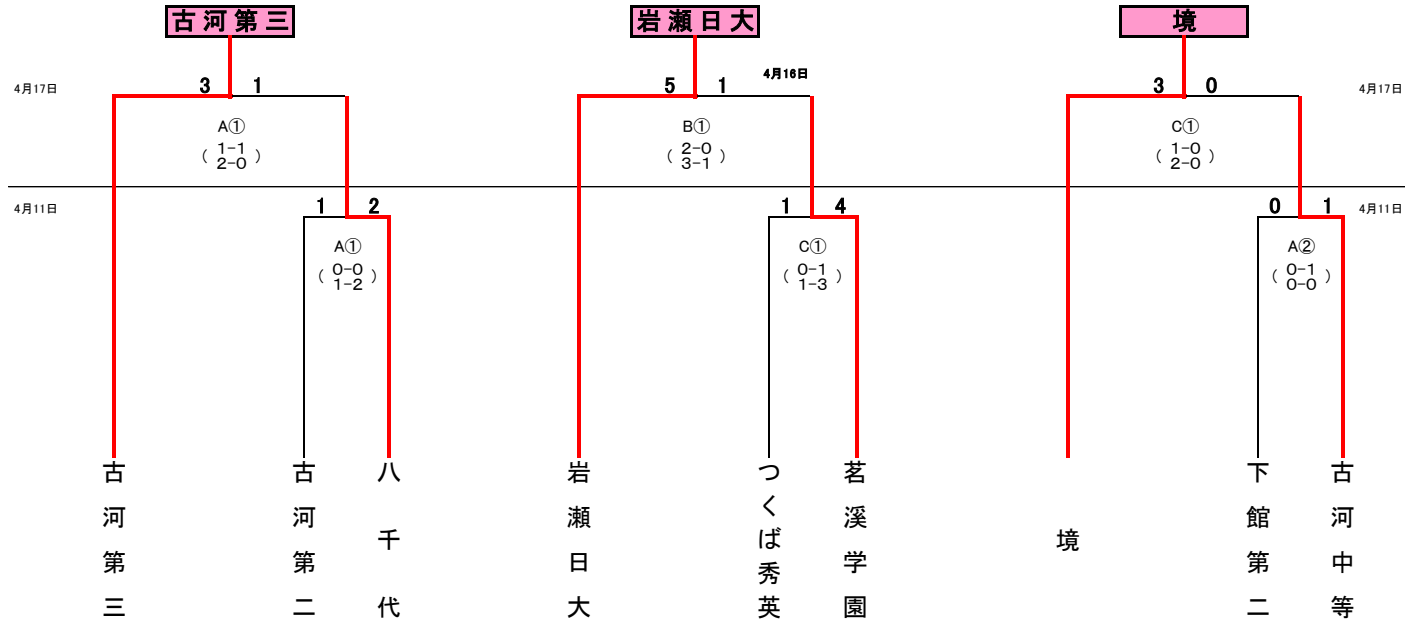 古河第三 岩瀬日大 境
4月17日 3 1 5 1 4月16日 3 0 4月17日
A① B① C①
( 1-1 2-0 ) ( 2-0 3-1 ) ( 1-0 2-0 )
4月11日 1 2 1 4 0 1 4月11日
A① C① A②
( 0-0 1-2 ) ( 0-1 1-3 ) ( 0-1 0-0 )
古河第三
古河第二
八千代
岩瀬日大
つくば秀英
茗溪学園
境
下館第二
古河中等